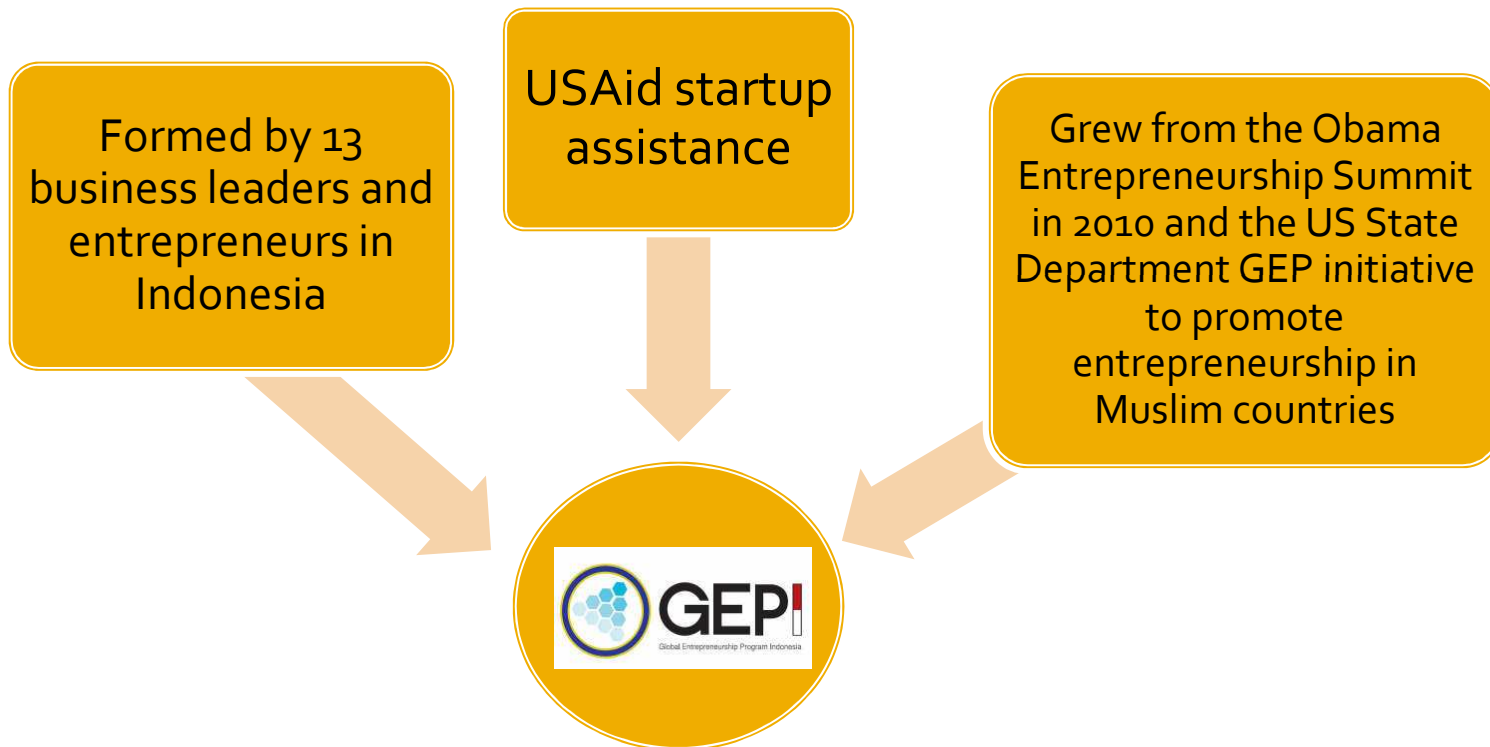 Formed by 13
business leaders and
entrepreneurs in
Indonesia
USAid startup
assistance
Grew from the Obama
Entrepreneurship Summit
in 2010 and the US State
Department GEP initiative
to promote
entrepreneurship in
Muslim countries
GEPI
Global Entrepreneurship Program Indonesia